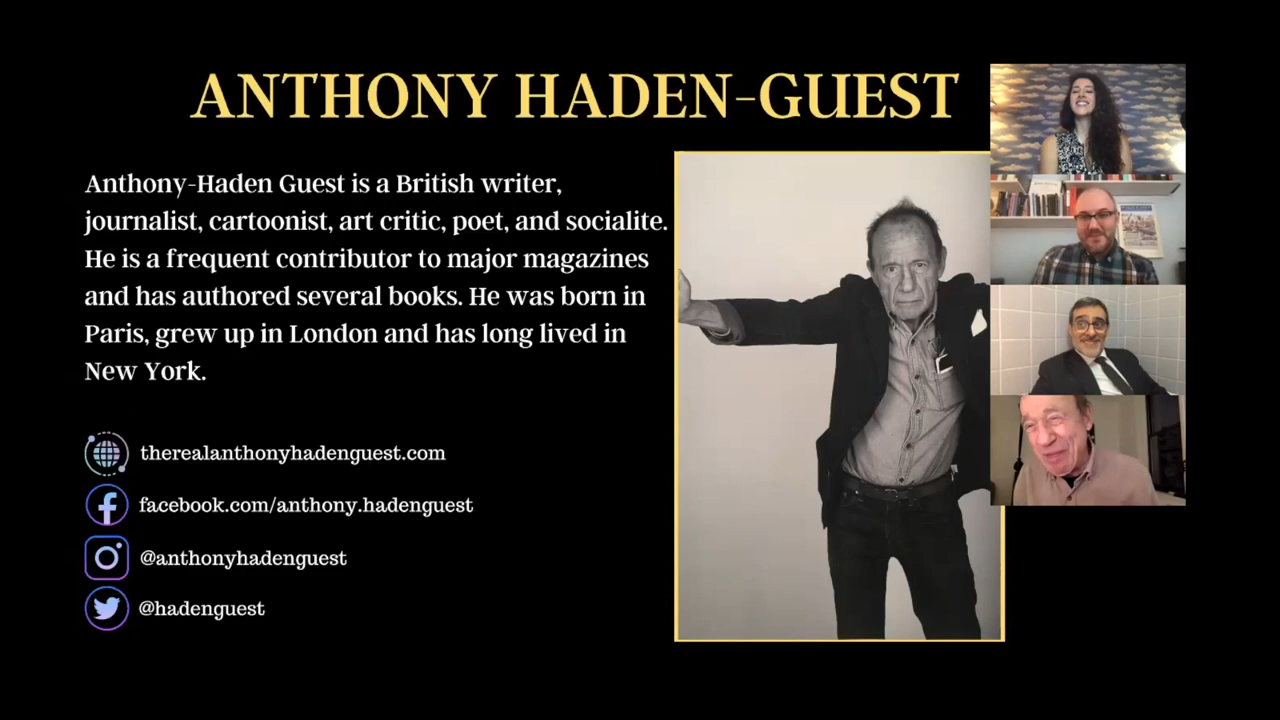 ANTHONY HADEN-GUEST
Anthony-Haden Guest is a British writer,
journalist, cartoonist, art critic, poet, and socialite.
He is a frequent contributor to major magazines
and has authored several books. He was born in
Paris, grew up in London and has long lived in
New York.
therealanthonyhadenguest.com
facebook.com/anthony.hadenguest
@anthonyhadenguest
@hadenguest